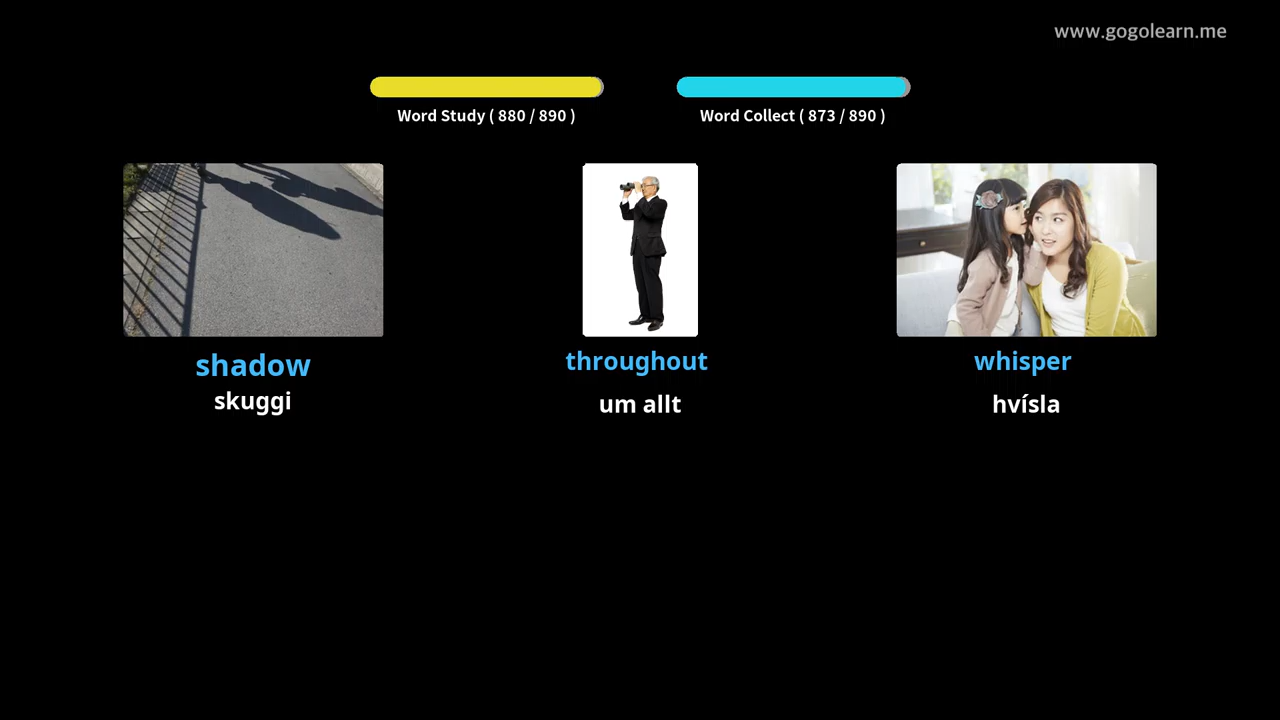 www.gogolearn.me
Word Study ( 880 / 890 )
Word Collect ( 873 / 890 )
shadow
skuggi
throughout
um allt
whisper
hvísla